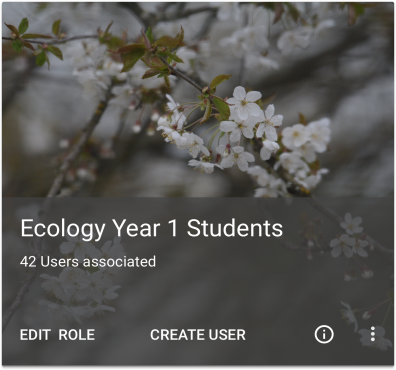 Ecology Year 1 Students
42 Users associated
EDIT ROLE CREATE USER